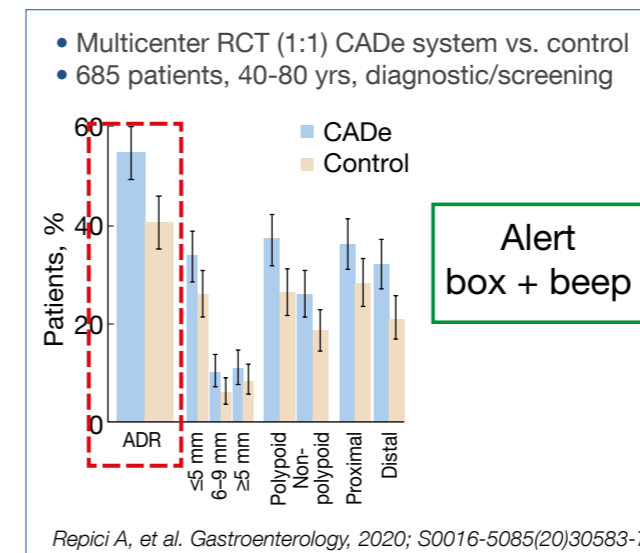 • Multicenter RCT (1:1) CADe system vs. control
• 685 patients, 40-80 yrs, diagnostic/screening
60
40
20
0
Patients, %
CADe
Control
ADR
≤5 mm
6–9 mm
≥5 mm
Polypoid
Non-
polypoid
Proximal
Distal
Alert
box + beep
Repici A, et al. Gastroenterology, 2020; S0016-5085(20)30583-7